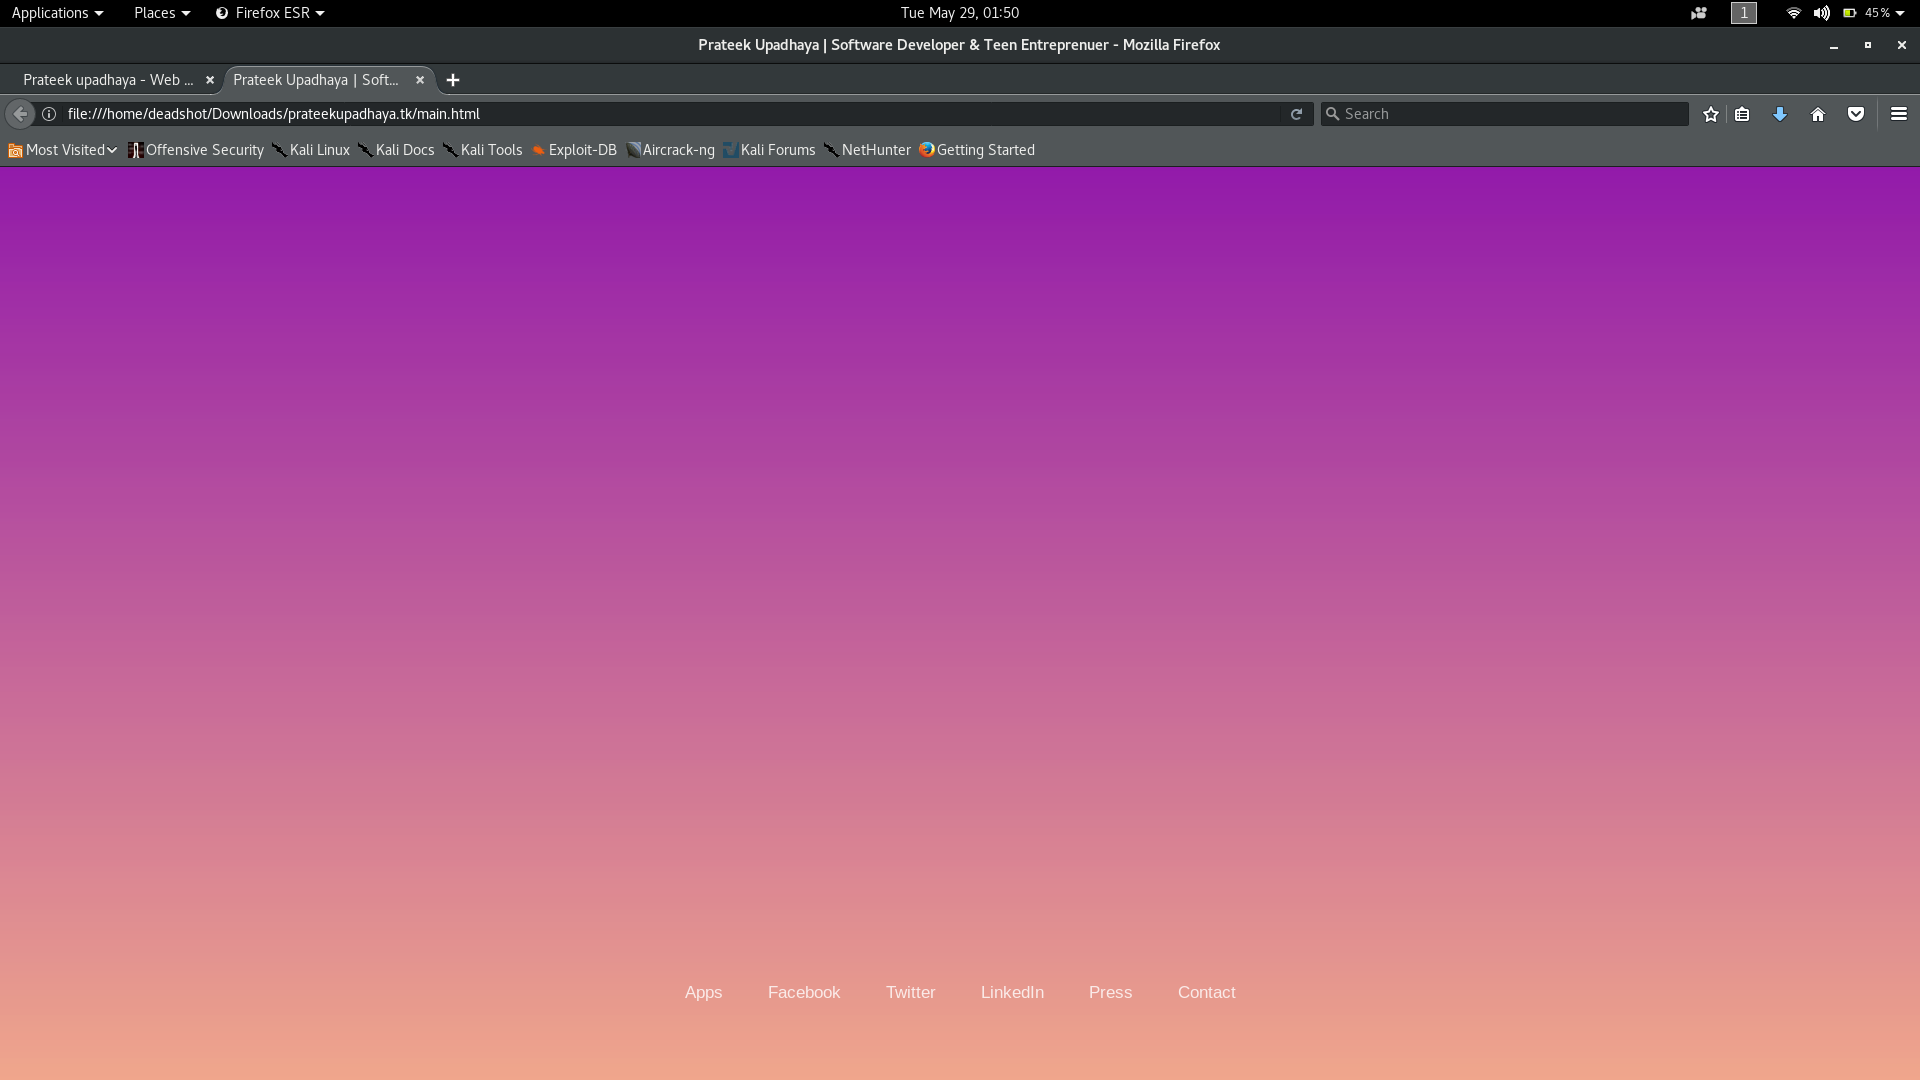 Applications Places Firefox ESR Tue May 29, 01:50 1 45%
Prateek Upadhaya | Software Developer & Teen Entreprenuer - Mozilla Firefox
Prateek upadhaya - Web ... Prateek Upadhaya | Soft...
file:///home/deadshot/Downloads/prateekupadhaya.tk/main.html Search
Most Visited Offensive Security Kali Linux Kali Docs Kali Tools Exploit-DB Aircrack-ng Kali Forums NetHunter Getting Started
Apps Facebook Twitter LinkedIn Press Contact